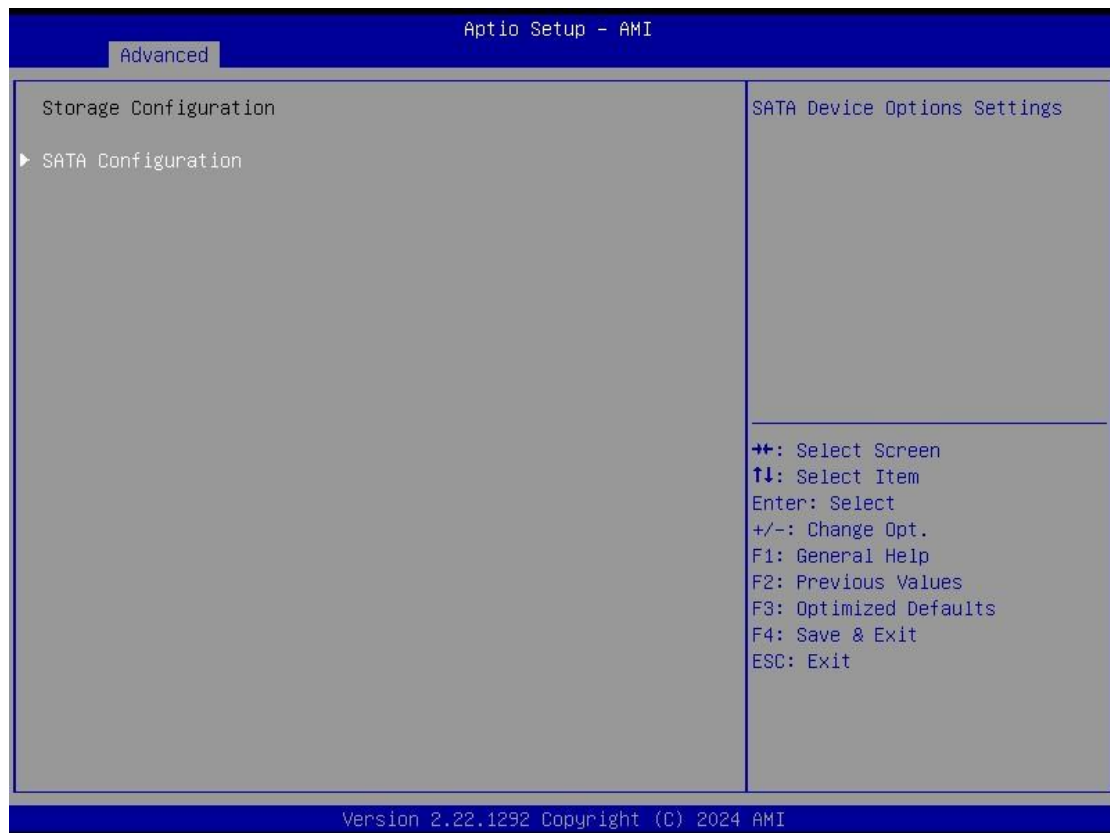 Aptio Setup – AMI
Advanced
Storage Configuration
▶ SATA Configuration
SATA Device Options Settings
→←: Select Screen
↑↓: Select Item
Enter: Select
+/-: Change Opt.
F1: General Help
F2: Previous Values
F3: Optimized Defaults
F4: Save & Exit
ESC: Exit
Version 2.22.1292 Copyright (C) 2024 AMI